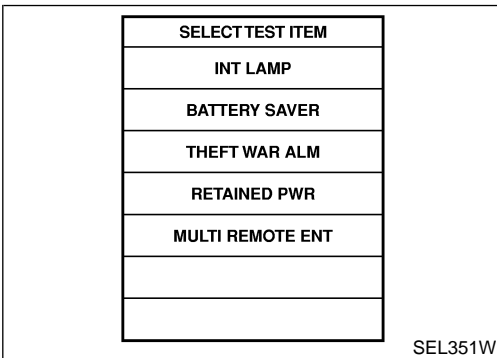 SELECT TEST ITEM
INT LAMP
BATTERY SAVER
THEFT WAR ALM
RETAINED PWR
MULTI REMOTE ENT
SEL351W